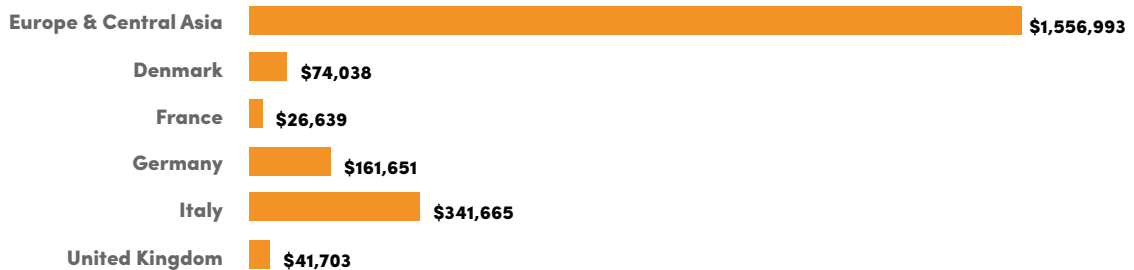 Europe & Central Asia $1,556,993
Denmark $74,038
France $26,639
Germany $161,651
Italy $341,665
United Kingdom $41,703